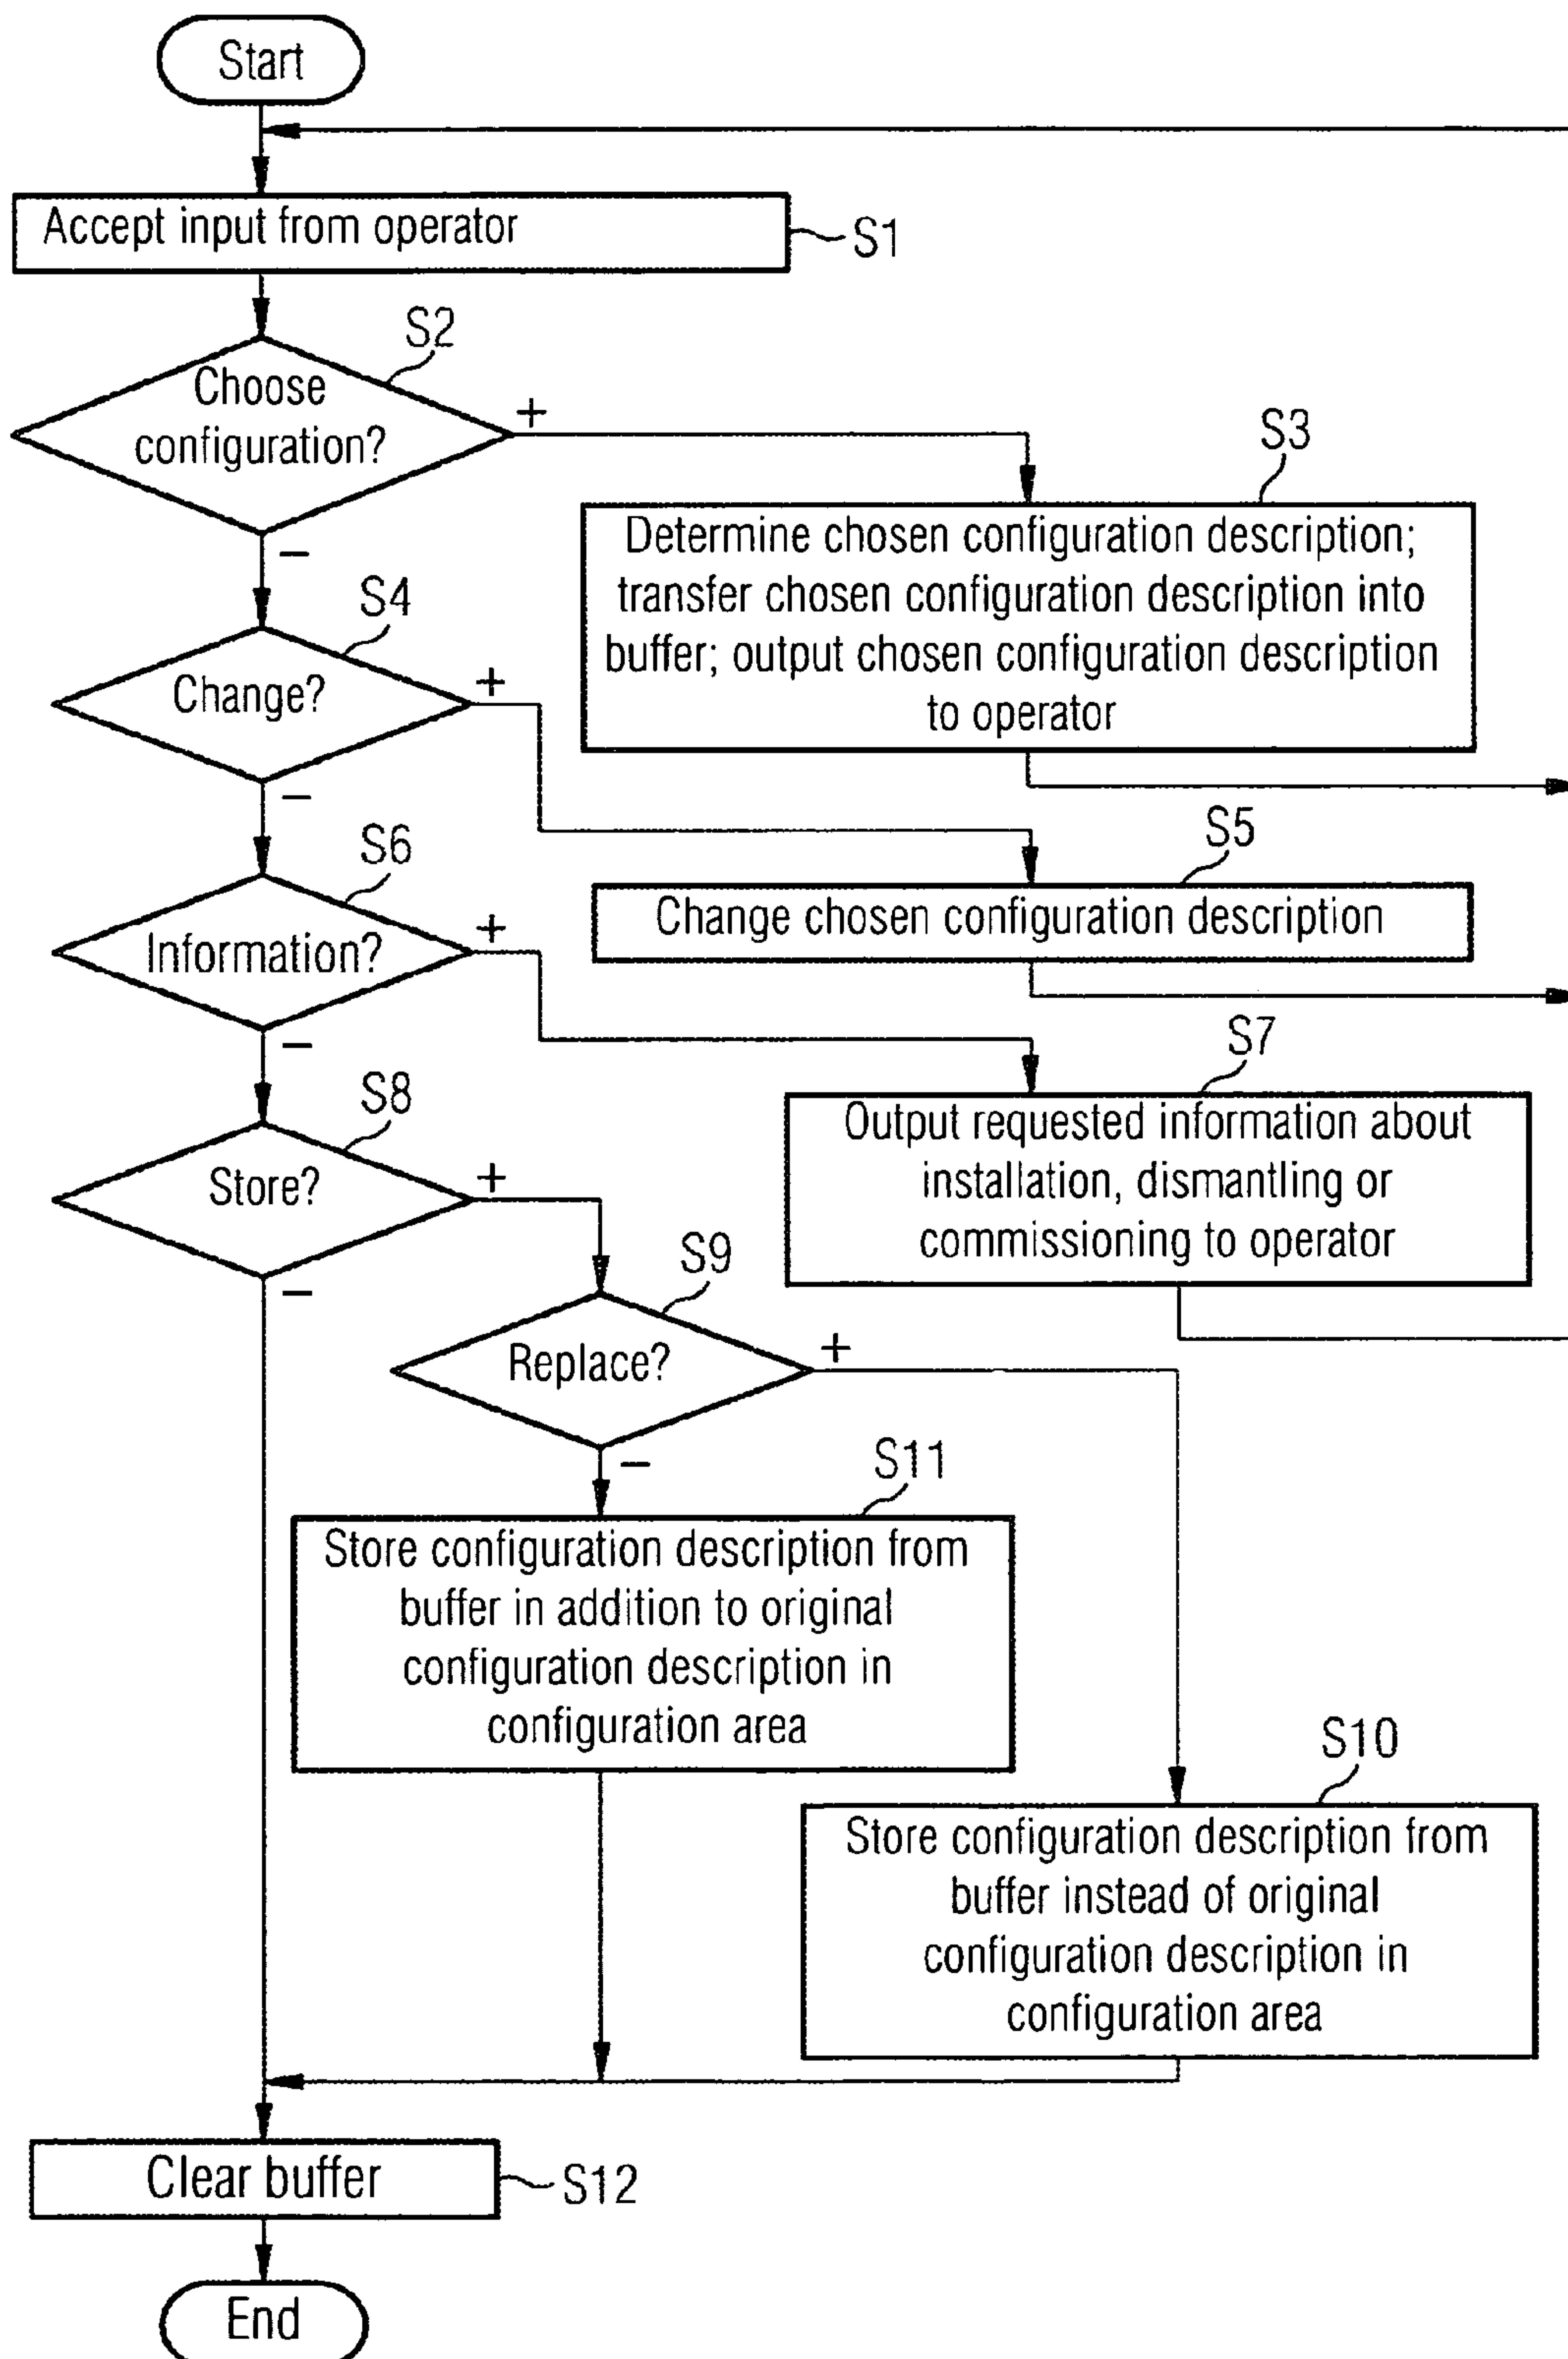 Start
Accept input from operator
S1
S2
Choose
configuration?
+
−
S3
Determine chosen configuration description;
transfer chosen configuration description into
buffer; output chosen configuration description
to operator
S4
Change?
+
−
S5
Change chosen configuration description
S6
Information?
+
−
S7
Output requested information about
installation, dismantling or
commissioning to operator
S8
Store?
+
−
S9
Replace?
+
−
S11
Store configuration description from
buffer in addition to original
configuration description in
configuration area
S10
Store configuration description from
buffer instead of original
configuration description in
configuration area
Clear buffer
S12
End